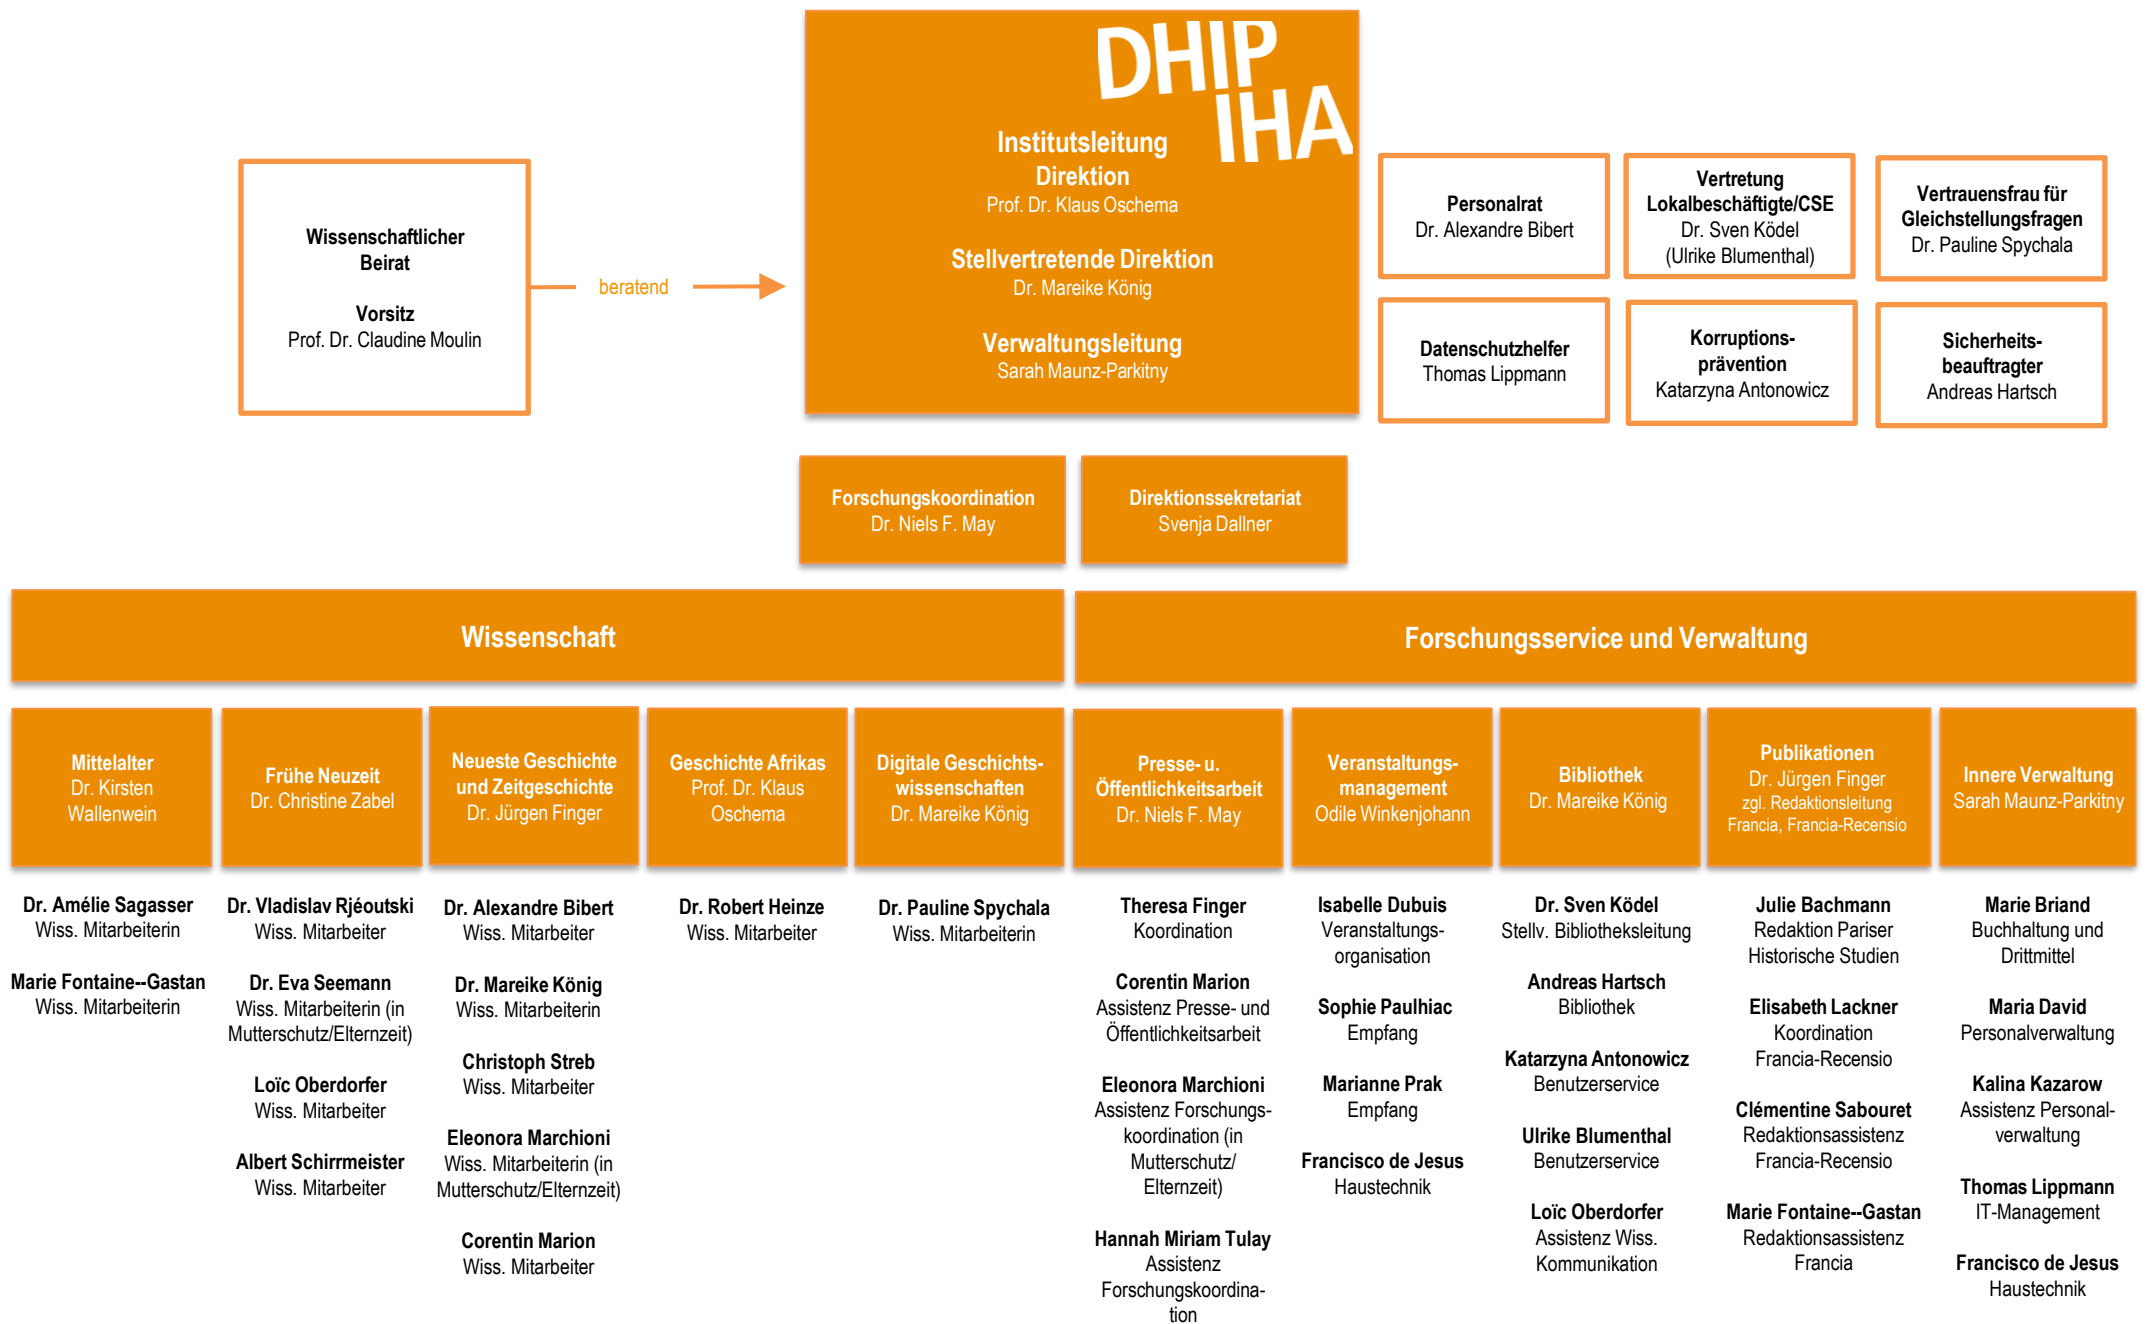 DHIP
IHA
Institutsleitung
Direktion
Prof. Dr. Klaus Oschema
Stellvertretende Direktion
Dr. Mareike König
Verwaltungsleitung
Sarah Maunz-Parkitny
Wissenschaftlicher
Beirat
Vorsitz
Prof. Dr. Claudine Moulin
beratend
Personalrat
Dr. Alexandre Bibert
Vertretung
Lokalbeschäftigte/CSE
Dr. Sven Ködel
(Ulrike Blumenthal)
Vertrauensfrau für
Gleichstellungsfragen
Dr. Pauline Spychala
Datenschutzhelfer
Thomas Lippmann
Korruptions-
prävention
Katarzyna Antonowicz
Sicherheits-
beauftragter
Andreas Hartsch
Forschungskoordination
Dr. Niels F. May
Direktionssekretariat
Svenja Dallner
Wissenschaft
Forschungsservice und Verwaltung
Mittelalter
Dr. Kirsten
Wallenwein
Dr. Amélie Sagasser
Wiss. Mitarbeiterin
Marie Fontaine--Gastan
Wiss. Mitarbeiterin
Frühe Neuzeit
Dr. Christine Zabel
Dr. Vladislav Rjéoutski
Wiss. Mitarbeiter
Dr. Eva Seemann
Wiss. Mitarbeiterin (in
Mutterschutz/Elternzeit)
Loïc Oberdorfer
Wiss. Mitarbeiter
Albert Schirrmeister
Wiss. Mitarbeiter
Neueste Geschichte
und Zeitgeschichte
Dr. Jürgen Finger
Dr. Alexandre Bibert
Wiss. Mitarbeiter
Dr. Mareike König
Wiss. Mitarbeiterin
Christoph Streb
Wiss. Mitarbeiter
Eleonora Marchioni
Wiss. Mitarbeiterin (in
Mutterschutz/Elternzeit)
Corentin Marion
Wiss. Mitarbeiter
Geschichte Afrikas
Prof. Dr. Klaus
Oschema
Dr. Robert Heinze
Wiss. Mitarbeiter
Digitale Geschichts-
wissenschaften
Dr. Mareike König
Dr. Pauline Spychala
Wiss. Mitarbeiterin
Presse- u.
Öffentlichkeitsarbeit
Dr. Niels F. May
Theresa Finger
Koordination
Corentin Marion
Assistenz Presse- und
Öffentlichkeitsarbeit
Eleonora Marchioni
Assistenz Forschungs-
koordination (in
Mutterschutz/
Elternzeit)
Hannah Miriam Tulay
Assistenz
Forschungskoordina-
tion
Veranstaltungs-
management
Odile Winkenjohann
Isabelle Dubuis
Veranstaltungs-
organisation
Sophie Paulhiac
Empfang
Marianne Prak
Empfang
Francisco de Jesus
Haustechnik
Bibliothek
Dr. Mareike König
Dr. Sven Ködel
Stellv. Bibliotheksleitung
Andreas Hartsch
Bibliothek
Katarzyna Antonowicz
Benutzerservice
Ulrike Blumenthal
Benutzerservice
Loïc Oberdorfer
Assistenz Wiss.
Kommunikation
Publikationen
Dr. Jürgen Finger
zgl. Redaktionsleitung
Francia, Francia-Recensio
Julie Bachmann
Redaktion Pariser
Historische Studien
Elisabeth Lackner
Koordination
Francia-Recensio
Clémentine Sabouret
Redaktionsassistenz
Francia-Recensio
Marie Fontaine--Gastan
Redaktionsassistenz
Francia
Innere Verwaltung
Sarah Maunz-Parkitny
Marie Briand
Buchhaltung und
Drittmittel
Maria David
Personalverwaltung
Kalina Kazarow
Assistenz Personal-
verwaltung
Thomas Lippmann
IT-Management
Francisco de Jesus
Haustechnik